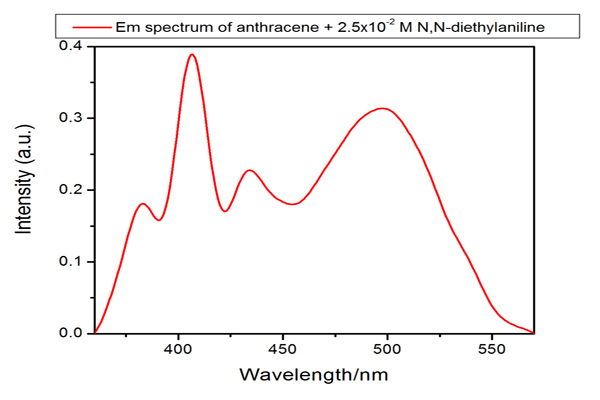 Em spectrum of anthracene + 2.5x10⁻² M N,N-diethylaniline
0.4
0.3
0.2
0.1
0.0
Intensity (a.u.)
400 450 500 550
Wavelength/nm